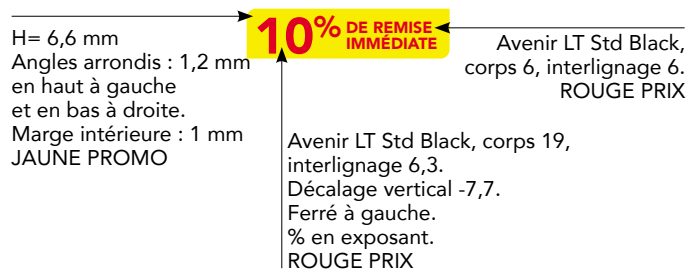 10% DE REMISE
IMMÉDIATE
H= 6,6 mm
Angles arrondis : 1,2 mm
en haut à gauche
et en bas à droite.
Marge intérieure : 1 mm
JAUNE PROMO
Avenir LT Std Black,
corps 6, interlignage 6.
ROUGE PRIX
Avenir LT Std Black, corps 19,
interlignage 6,3.
Décalage vertical -7,7.
Ferré à gauche.
% en exposant.
ROUGE PRIX